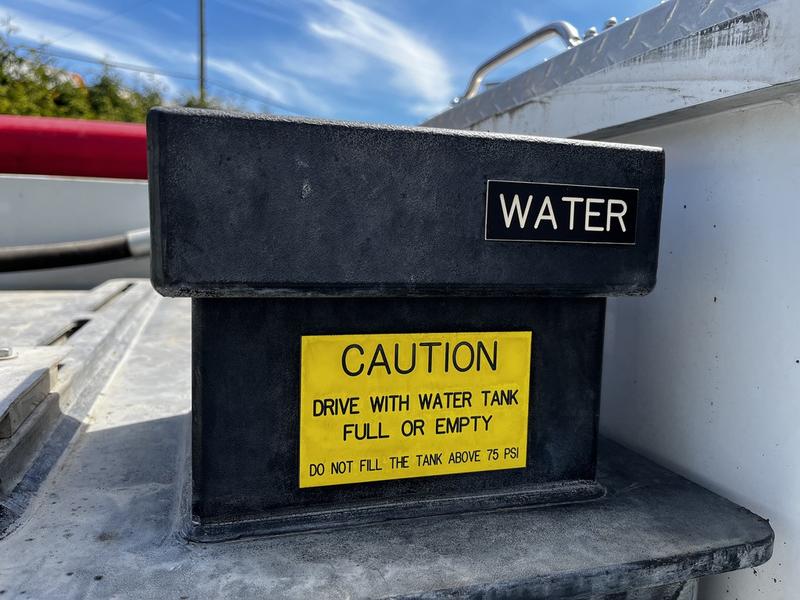 WATER
CAUTION
DRIVE WITH WATER TANK
FULL OR EMPTY
DO NOT FILL THE TANK ABOVE 75 PSI